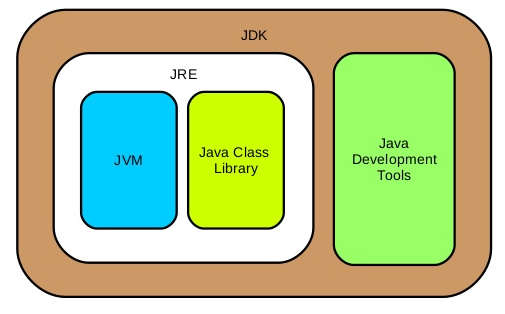 JDK
JRE
JVM
Java Class
Library
Java
Development
Tools